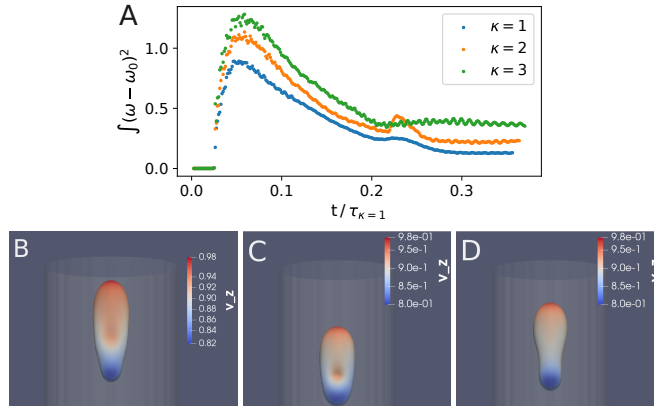 A
∫(ω − ω₀)²
1.0
0.5
0.0
κ = 1
κ = 2
κ = 3
0.0 0.1 0.2 0.3
t / τκ=1
B
0.98
0.94
0.92
0.90
0.88
0.86
0.84
0.82
v_z
C
9.8e-01
9.5e-1
9.0e-1
8.5e-1
8.0e-01
v_z
D
9.8e-01
9.5e-1
9.0e-1
8.5e-1
8.0e-01